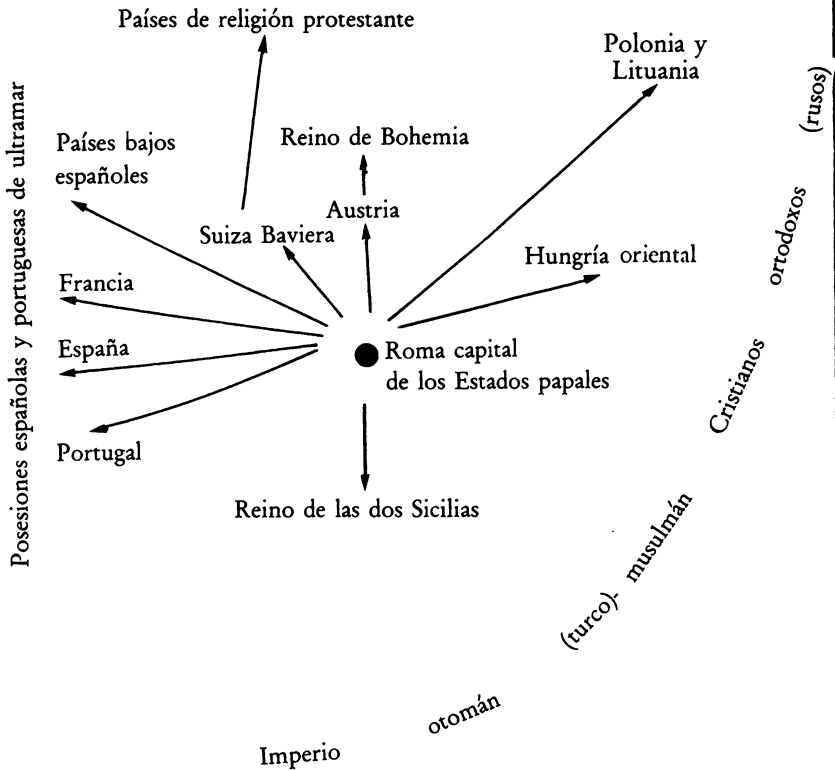 Países de religión protestante
Polonia y
Lituania
(rusos)
Posesiones españolas y portuguesas de ultramar
Países bajos
españoles
Reino de Bohemia
Austria
Suiza Baviera
ortodoxos
Hungría oriental
Francia
España
Roma capital
de los Estados papales
Cristianos
Portugal
Reino de las dos Sicilias
(turco)- musulmán
otomán
Imperio